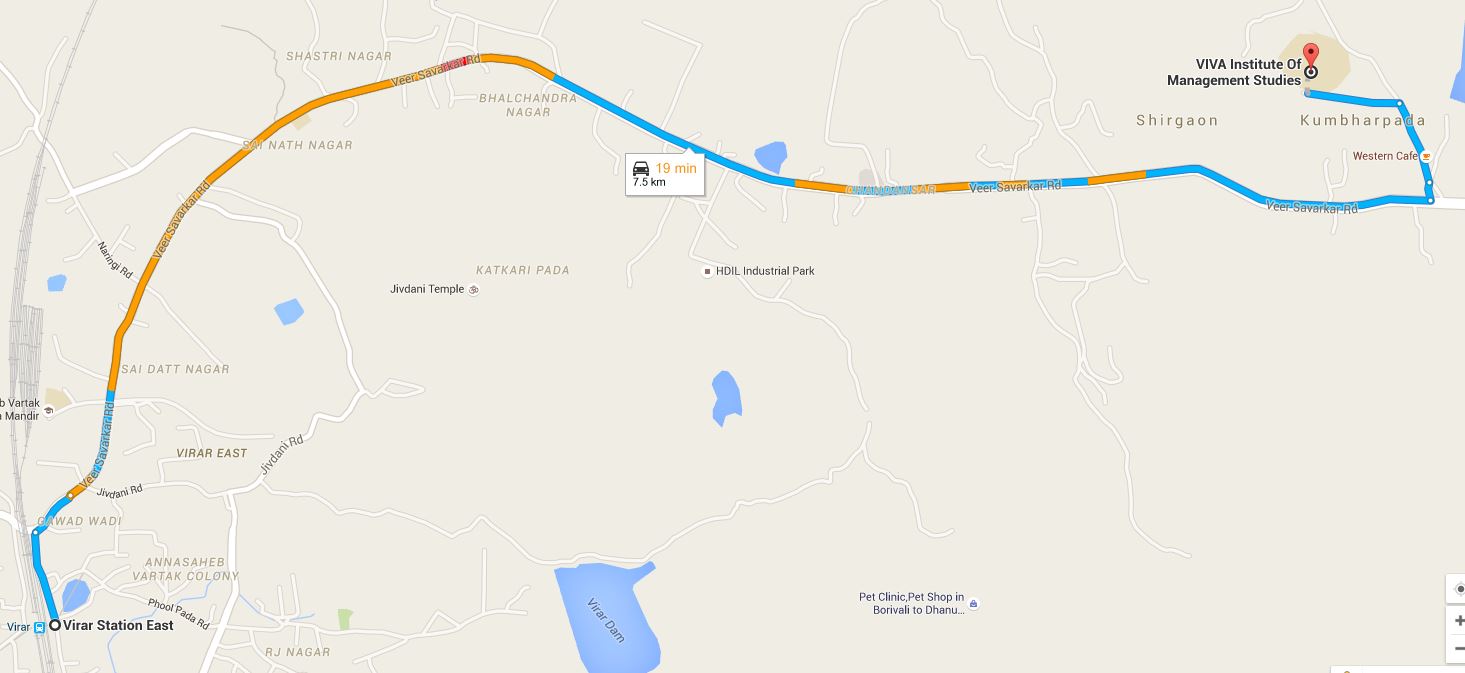 SHASTRI NAGAR
Veer Savarkar Rd
BHALCHANDRA
NAGAR
VIVA Institute Of
Management Studies
Shirgaon
Kumbharpada
Western Cafe
SAI NATH NAGAR
19 min
7.5 km
CHANDANSAR
Veer Savarkar Rd
Veer Savarkar Rd
Veer Savarkar Rd
Naringi Rd
KATKARI PADA
HDIL Industrial Park
Jivdani Temple
SAI DATT NAGAR
b Vartak
a Mandir
Veer Savarkar Rd
VIRAR EAST
Jivdani Rd
Jivdani Rd
GAWAD WADI
ANNASAHEB
VARTAK COLONY
Phool Pada Rd
Virar
Virar Station East
RJ NAGAR
Virar Dam
Pet Clinic,Pet Shop in
Borivali to Dhanu...